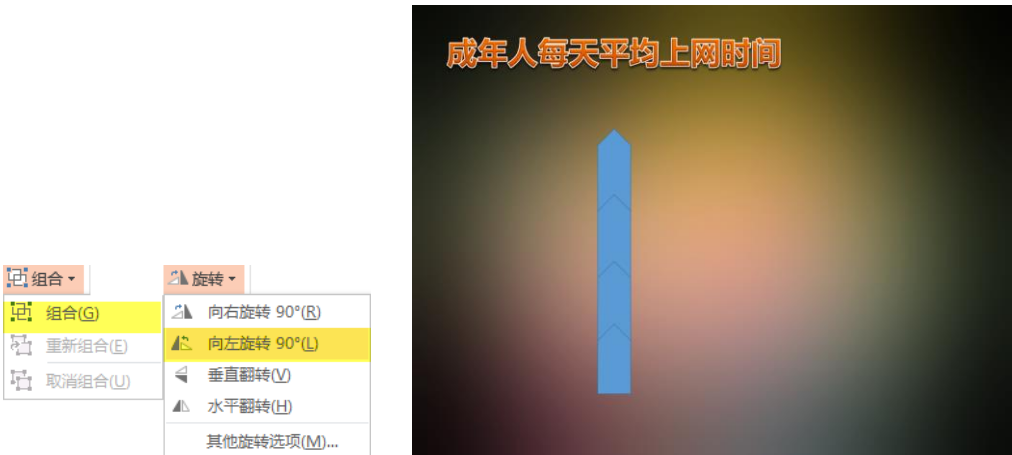 成年人每天平均上网时间
组合
组合(G)
重新组合(E)
取消组合(U)
旋转
向右旋转 90°(R)
向左旋转 90°(L)
垂直翻转(V)
水平翻转(H)
其他旋转选项(M)...